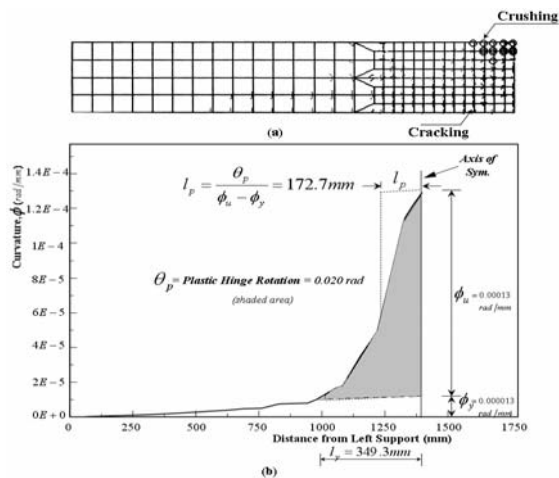 Crushing
Cracking
(a)
1.4E-4
1.2E-4
1E-4
8E-5
6E-5
4E-5
2E-5
0E+0
Curvature,ϕ(rad/mm)
l_p = θ_p / (ϕ_u - ϕ_y) = 172.7mm
l_p
Axis of
Sym.
θ_p = Plastic Hinge Rotation = 0.020 rad
(shaded area)
ϕ_u =0.00013
rad/mm
ϕ_y=0.000013
rad/mm
0 250 500 750 1000 1250 1500 1750
Distance from Left Support (mm)
= 349.3mm
(b)